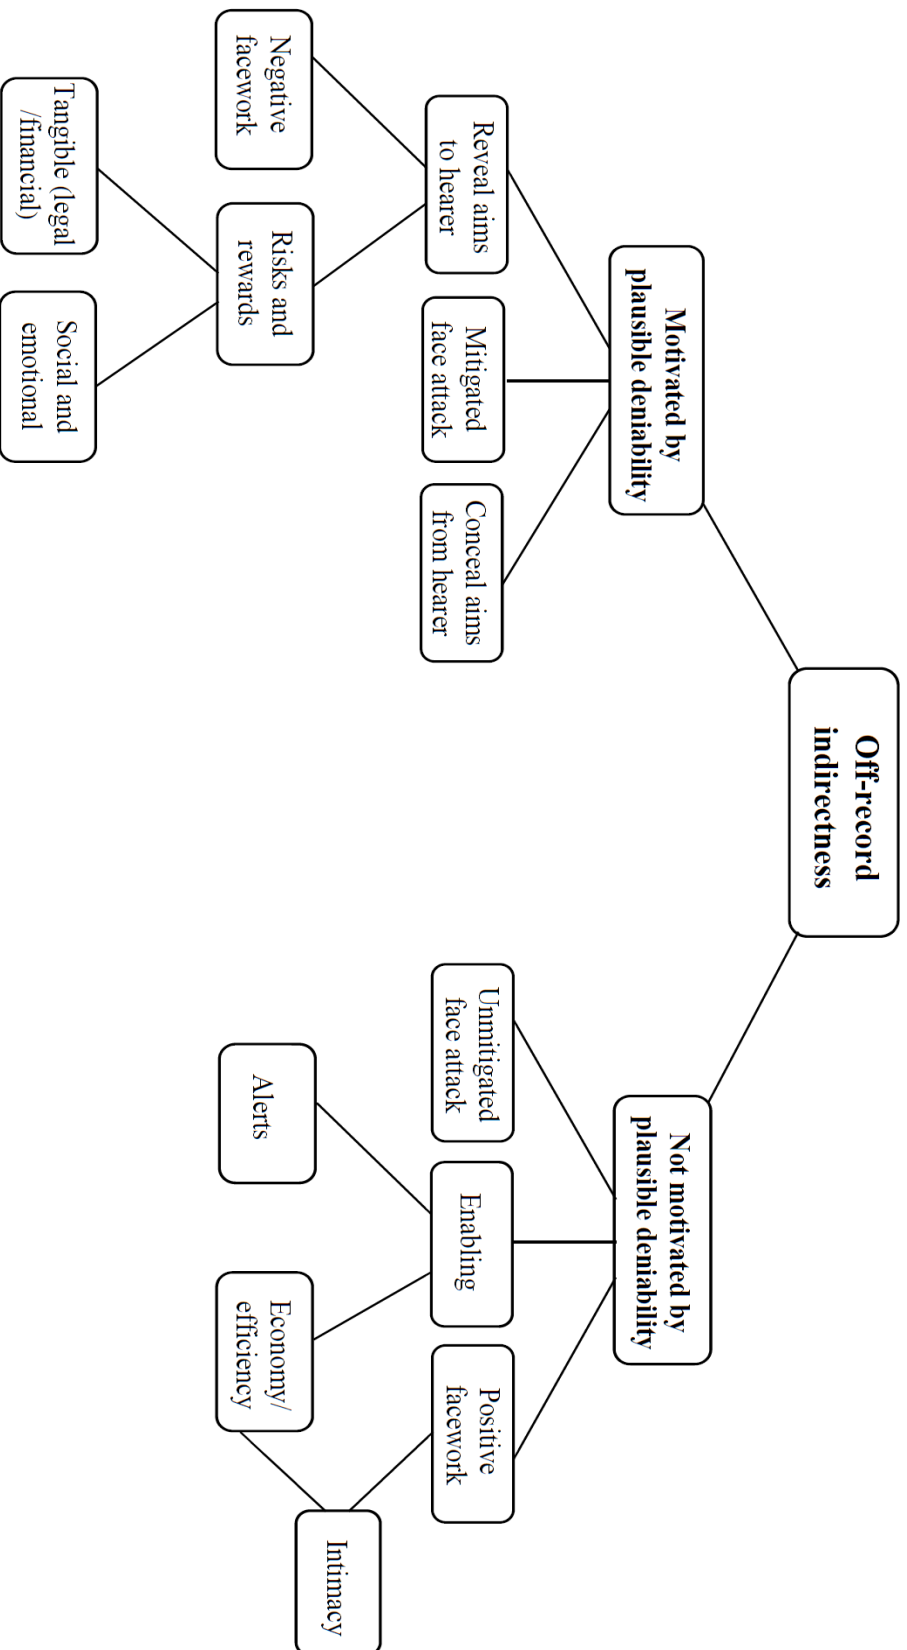 Off-record
indirectness
Motivated by
plausible deniability
Not motivated by
plausible deniability
Reveal aims
to hearer
Mitigated
face attack
Conceal aims
from hearer
Unmitigated
face attack
Enabling
Positive
facework
Negative
facework
Risks and
rewards
Alerts
Economy/
efficiency
Intimacy
Tangible (legal
/financial)
Social and
emotional